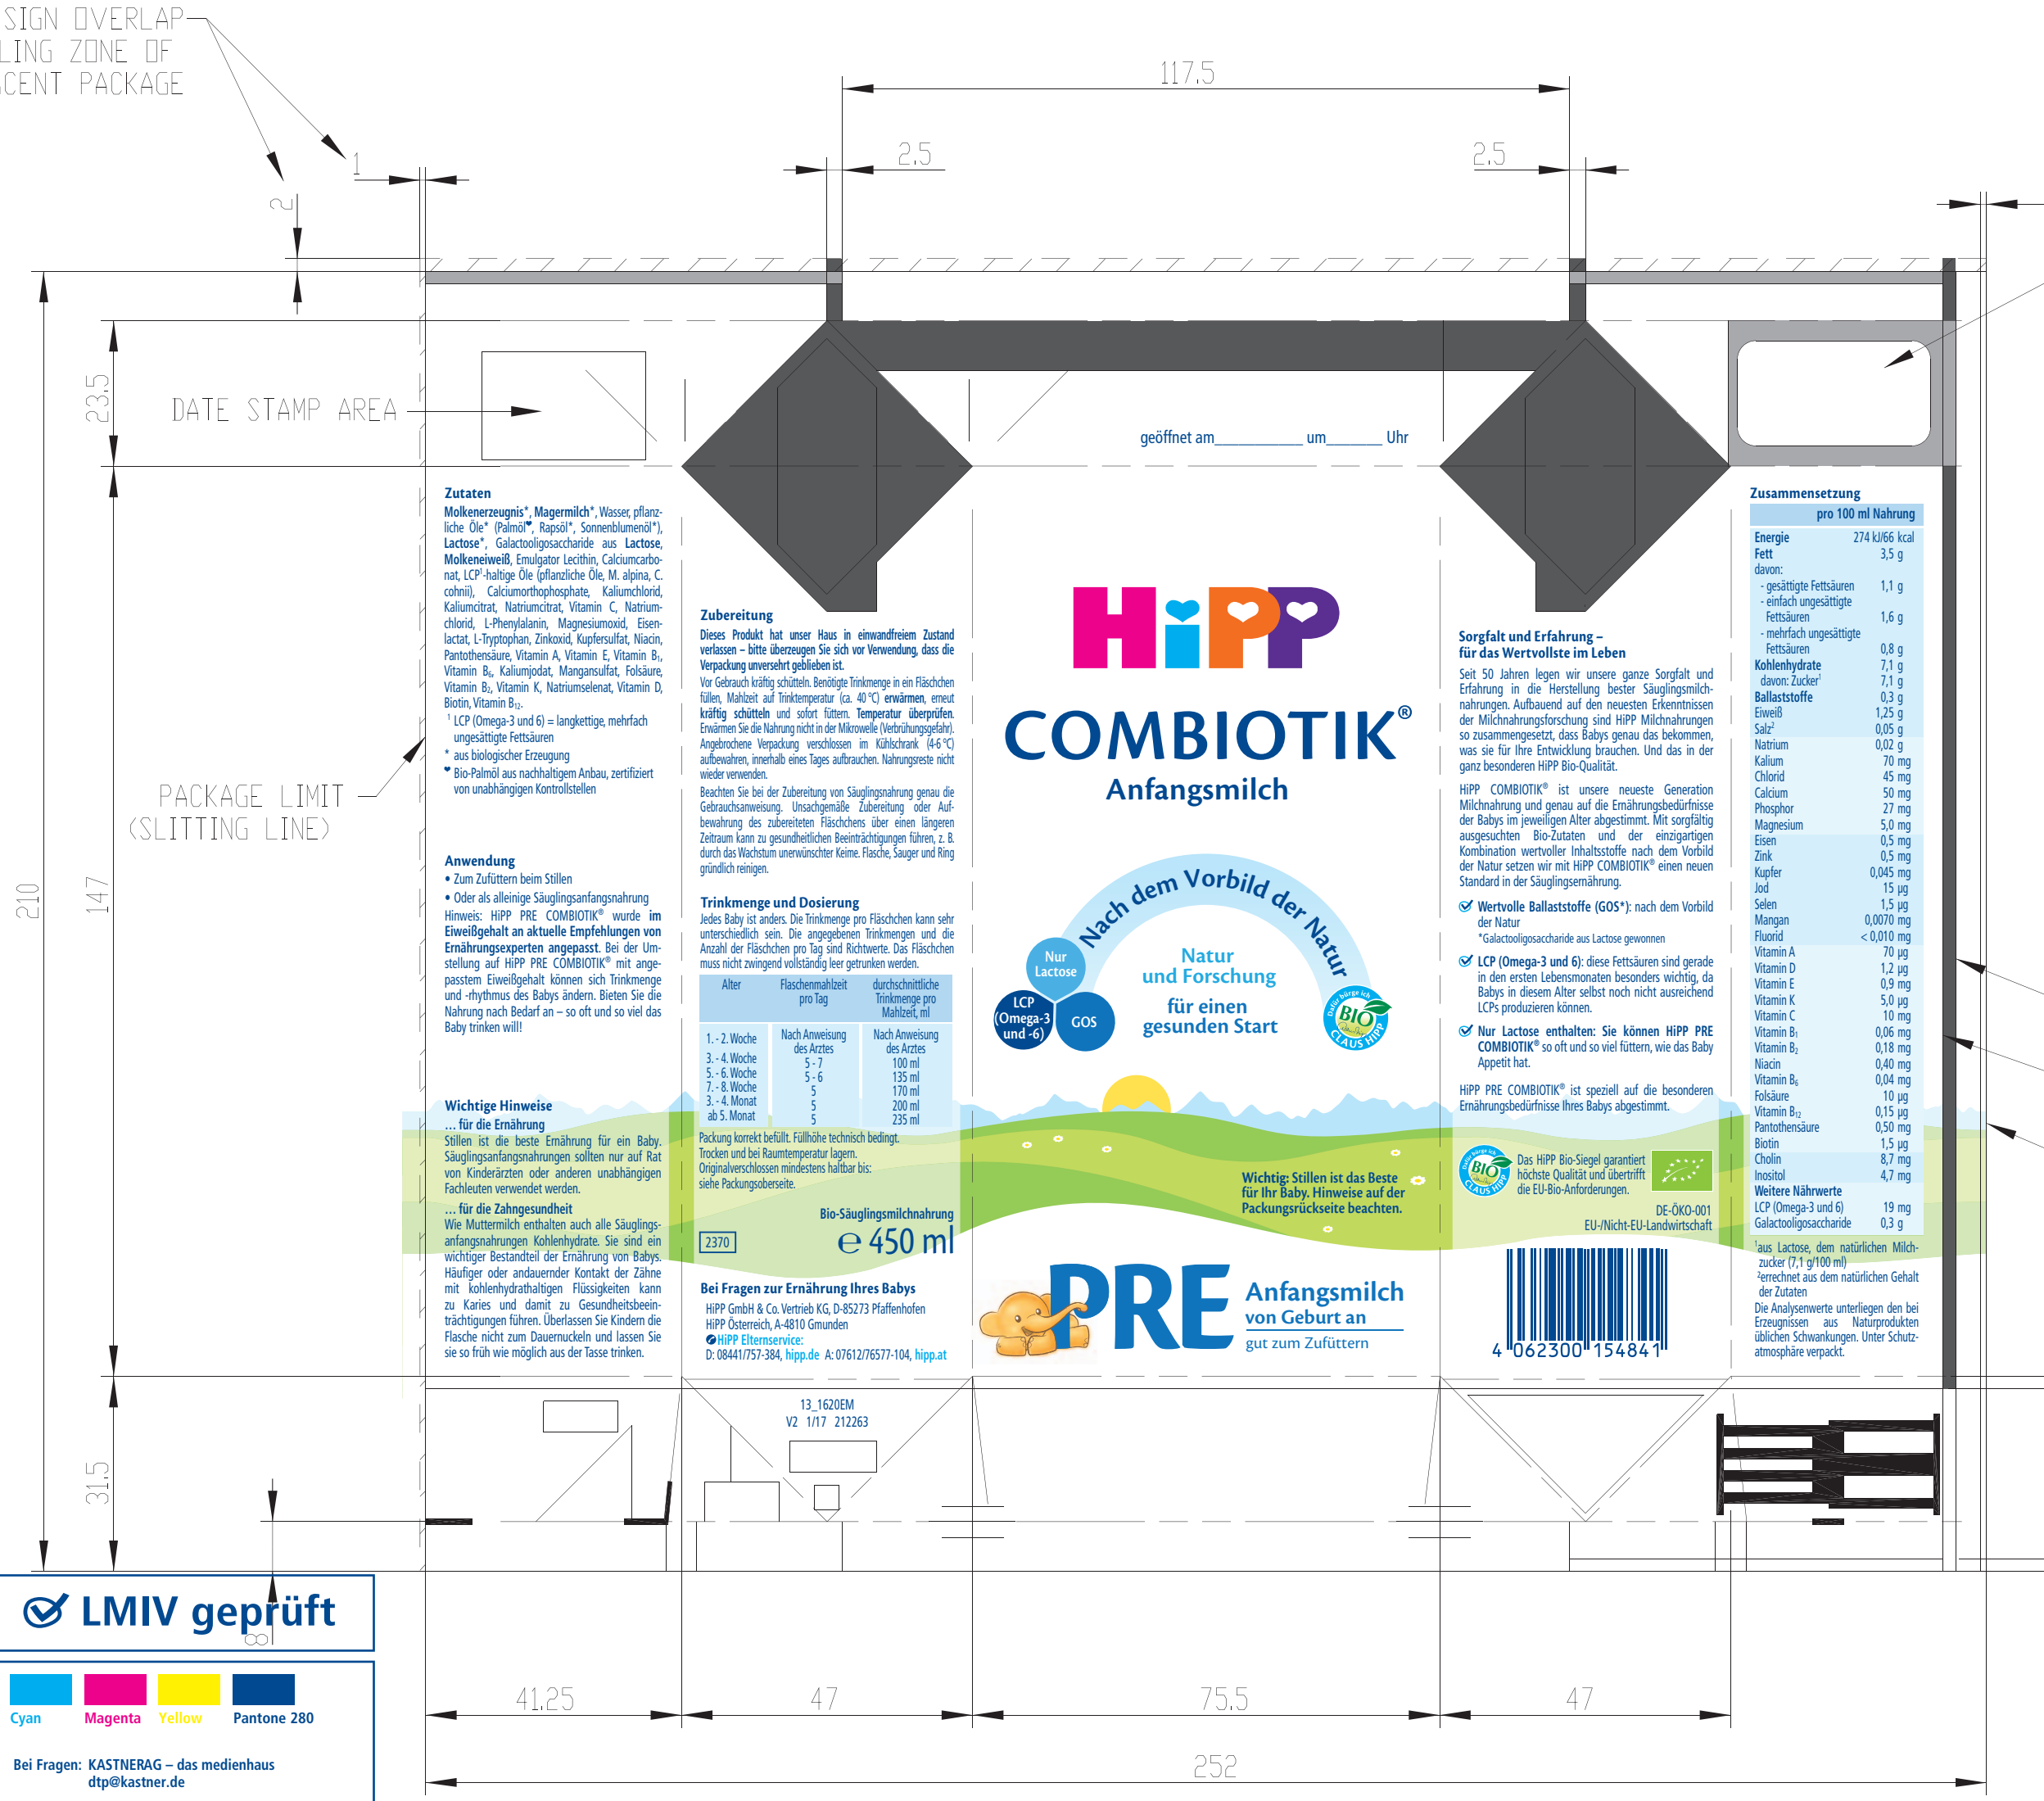 SIGN OVERLAP
LING ZONE OF
CENT PACKAGE
117.5
2.5
2.5
1
2
23.5
DATE STAMP AREA
geöffnet am___________ um_______ Uhr
210
147
PACKAGE LIMIT
(SLITTING LINE)
31.5
8
Zutaten
Molkenerzeugnis*, Magermilch*, Wasser, pflanz-
liche Öle* (Palmöl♥, Rapsöl*, Sonnenblumenöl*),
Lactose*, Galactooligosaccharide aus Lactose,
Molkeneiweiß, Emulgator Lecithin, Calciumcarbo-
nat, LCP¹-haltige Öle (pflanzliche Öle, M. alpina, C.
cohnii), Calciumorthophosphate, Kaliumchlorid,
Kaliumcitrat, Natriumcitrat, Vitamin C, Natrium-
chlorid, L-Phenylalanin, Magnesiumoxid, Eisen-
lactat, L-Tryptophan, Zinkoxid, Kupfersulfat, Niacin,
Pantothensäure, Vitamin A, Vitamin E, Vitamin B₁,
Vitamin B₆, Kaliumjodat, Mangansulfat, Folsäure,
Vitamin B₂, Vitamin K, Natriumselenat, Vitamin D,
Biotin, Vitamin B₁₂.
¹ LCP (Omega-3 und 6) = langkettige, mehrfach
ungesättigte Fettsäuren
* aus biologischer Erzeugung
♥ Bio-Palmöl aus nachhaltigem Anbau, zertifiziert
von unabhängigen Kontrollstellen
Anwendung
• Zum Zufüttern beim Stillen
• Oder als alleinige Säuglingsanfangsnahrung
Hinweis: HiPP PRE COMBIOTIK® wurde im
Eiweißgehalt an aktuelle Empfehlungen von
Ernährungsexperten angepasst. Bei der Um-
stellung auf HiPP PRE COMBIOTIK® mit ange-
passtem Eiweißgehalt können sich Trinkmenge
und -rhythmus des Babys ändern. Bieten Sie die
Nahrung nach Bedarf an – so oft und so viel das
Baby trinken will!
Wichtige Hinweise
... für die Ernährung
Stillen ist die beste Ernährung für ein Baby.
Säuglingsanfangsnahrungen sollten nur auf Rat
von Kinderärzten oder anderen unabhängigen
Fachleuten verwendet werden.
... für die Zahngesundheit
Wie Muttermilch enthalten auch alle Säuglings-
anfangsnahrungen Kohlenhydrate. Sie sind ein
wichtiger Bestandteil der Ernährung von Babys.
Häufiger oder andauernder Kontakt der Zähne
mit kohlenhydrathaltigen Flüssigkeiten kann
zu Karies und damit zu Gesundheitsbeein-
trächtigungen führen. Überlassen Sie Kindern die
Flasche nicht zum Dauernuckeln und lassen Sie
sie so früh wie möglich aus der Tasse trinken.
Zubereitung
Dieses Produkt hat unser Haus in einwandfreiem Zustand
verlassen – bitte überzeugen Sie sich vor Verwendung, dass die
Verpackung unversehrt geblieben ist.
Vor Gebrauch kräftig schütteln. Benötigte Trinkmenge in ein Fläschchen
füllen, Mahlzeit auf Trinktemperatur (ca. 40 °C) erwärmen, erneut
kräftig schütteln und sofort füttern. Temperatur überprüfen.
Erwärmen Sie die Nahrung nicht in der Mikrowelle (Verbrühungsgefahr).
Angebrochene Verpackung verschlossen im Kühlschrank (4-6 °C)
aufbewahren, innerhalb eines Tages aufbrauchen. Nahrungsreste nicht
wieder verwenden.
Beachten Sie bei der Zubereitung von Säuglingsnahrung genau die
Gebrauchsanweisung. Unsachgemäße Zubereitung oder Auf-
bewahrung des zubereiteten Fläschchens über einen längeren
Zeitraum kann zu gesundheitlichen Beeinträchtigungen führen, z. B.
durch das Wachstum unerwünschter Keime. Flasche, Sauger und Ring
gründlich reinigen.
Trinkmenge und Dosierung
Jedes Baby ist anders. Die Trinkmenge pro Fläschchen kann sehr
unterschiedlich sein. Die angegebenen Trinkmengen und die
Anzahl der Fläschchen pro Tag sind Richtwerte. Das Fläschchen
muss nicht zwingend vollständig leer getrunken werden.
Alter Flaschenmahlzeit durchschnittliche
pro Tag Trinkmenge pro
Mahlzeit, ml
1. - 2. Woche Nach Anweisung Nach Anweisung
des Arztes des Arztes
3. - 4. Woche 5 - 7 100 ml
5. - 6. Woche 5 - 6 135 ml
7. - 8. Woche 5 170 ml
3. - 4. Monat 5 200 ml
ab 5. Monat 5 235 ml
Packung korrekt befüllt. Füllhöhe technisch bedingt.
Trocken und bei Raumtemperatur lagern.
Originalverschlossen mindestens haltbar bis:
siehe Packungsoberseite.
Bio-Säuglingsmilchnahrung
2370 ℮ 450 ml
Bei Fragen zur Ernährung Ihres Babys
HiPP GmbH & Co. Vertrieb KG, D-85273 Pfaffenhofen
HiPP Österreich, A-4810 Gmunden
HiPP Elternservice:
D: 08441/757-384, hipp.de A: 07612/76577-104, hipp.at
13_1620EM
V2 1/17 212263
HiPP
COMBIOTIK®
Anfangsmilch
Nach dem Vorbild der Natur
Nur
Lactose
LCP
(Omega-3
und -6)
GOS
Natur
und Forschung
für einen
gesunden Start
Dafür bürge ich
BIO
CLAUS HIPP
Wichtig: Stillen ist das Beste
für Ihr Baby. Hinweise auf der
Packungsrückseite beachten.
PRE
Anfangsmilch
von Geburt an
gut zum Zufüttern
Sorgfalt und Erfahrung –
für das Wertvollste im Leben
Seit 50 Jahren legen wir unsere ganze Sorgfalt und
Erfahrung in die Herstellung bester Säuglingsmilch-
nahrungen. Aufbauend auf den neuesten Erkenntnissen
der Milchnahrungsforschung sind HiPP Milchnahrungen
so zusammengesetzt, dass Babys genau das bekommen,
was sie für Ihre Entwicklung brauchen. Und das in der
ganz besonderen HiPP Bio-Qualität.
HiPP COMBIOTIK® ist unsere neueste Generation
Milchnahrung und genau auf die Ernährungsbedürfnisse
der Babys im jeweiligen Alter abgestimmt. Mit sorgfältig
ausgesuchten Bio-Zutaten und der einzigartigen
Kombination wertvoller Inhaltsstoffe nach dem Vorbild
der Natur setzen wir mit HiPP COMBIOTIK® einen neuen
Standard in der Säuglingsernährung.
Wertvolle Ballaststoffe (GOS*): nach dem Vorbild
der Natur
*Galactooligosaccharide aus Lactose gewonnen
LCP (Omega-3 und 6): diese Fettsäuren sind gerade
in den ersten Lebensmonaten besonders wichtig, da
Babys in diesem Alter selbst noch nicht ausreichend
LCPs produzieren können.
Nur Lactose enthalten: Sie können HiPP PRE
COMBIOTIK® so oft und so viel füttern, wie das Baby
Appetit hat.
HiPP PRE COMBIOTIK® ist speziell auf die besonderen
Ernährungsbedürfnisse Ihres Babys abgestimmt.
Dafür bürge ich
BIO
CLAUS HIPP
Das HiPP Bio-Siegel garantiert
höchste Qualität und übertrifft
die EU-Bio-Anforderungen.
DE-ÖKO-001
EU-/Nicht-EU-Landwirtschaft
4 062300 154841
Zusammensetzung
pro 100 ml Nahrung
Energie 274 kJ/66 kcal
Fett 3,5 g
davon:
- gesättigte Fettsäuren 1,1 g
- einfach ungesättigte
Fettsäuren 1,6 g
- mehrfach ungesättigte
Fettsäuren 0,8 g
Kohlenhydrate 7,1 g
davon: Zucker¹ 7,1 g
Ballaststoffe 0,3 g
Eiweiß 1,25 g
Salz² 0,05 g
Natrium 0,02 g
Kalium 70 mg
Chlorid 45 mg
Calcium 50 mg
Phosphor 27 mg
Magnesium 5,0 mg
Eisen 0,5 mg
Zink 0,5 mg
Kupfer 0,045 mg
Jod 15 µg
Selen 1,5 µg
Mangan 0,0070 mg
Fluorid < 0,010 mg
Vitamin A 70 µg
Vitamin D 1,2 µg
Vitamin E 0,9 mg
Vitamin K 5,0 µg
Vitamin C 10 mg
Vitamin B₁ 0,06 mg
Vitamin B₂ 0,18 mg
Niacin 0,40 mg
Vitamin B₆ 0,04 mg
Folsäure 10 µg
Vitamin B₁₂ 0,15 µg
Pantothensäure 0,50 mg
Biotin 1,5 µg
Cholin 8,7 mg
Inositol 4,7 mg
Weitere Nährwerte
LCP (Omega-3 und 6) 19 mg
Galactooligosaccharide 0,3 g
¹aus Lactose, dem natürlichen Milch-
zucker (7,1 g/100 ml)
²errechnet aus dem natürlichen Gehalt
der Zutaten
Die Analysenwerte unterliegen den bei
Erzeugnissen aus Naturprodukten
üblichen Schwankungen. Unter Schutz-
atmosphäre verpackt.
LMIV geprüft
Cyan Magenta Yellow Pantone 280
Bei Fragen: KASTNERAG – das medienhaus
dtp@kastner.de
41.25
47
75.5
47
252